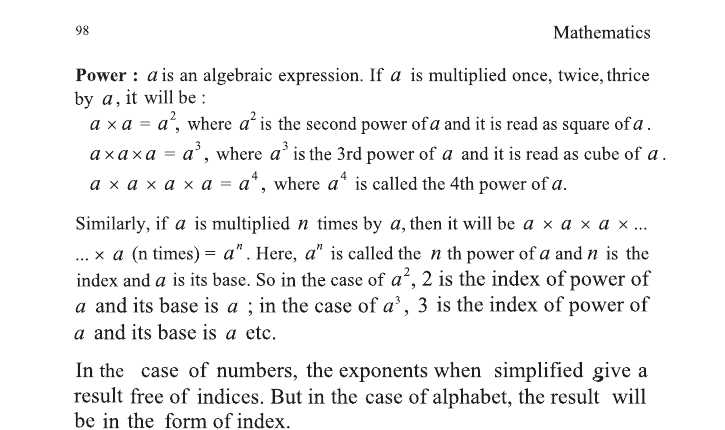 98 Mathematics
Power : a is an algebraic expression. If a is multiplied once, twice, thrice
by a, it will be :
a × a = a², where a² is the second power of a and it is read as square of a .
a × a × a = a³ , where a³ is the 3rd power of a and it is read as cube of a .
a × a × a × a = a⁴ , where a⁴ is called the 4th power of a.
Similarly, if a is multiplied n times by a, then it will be a × a × a × ...
... × a (n times) = aⁿ . Here, aⁿ is called the n th power of a and n is the
index and a is its base. So in the case of a², 2 is the index of power of
a and its base is a ; in the case of a³ , 3 is the index of power of
a and its base is a etc.
In the case of numbers, the exponents when simplified give a
result free of indices. But in the case of alphabet, the result will
be in the form of index.